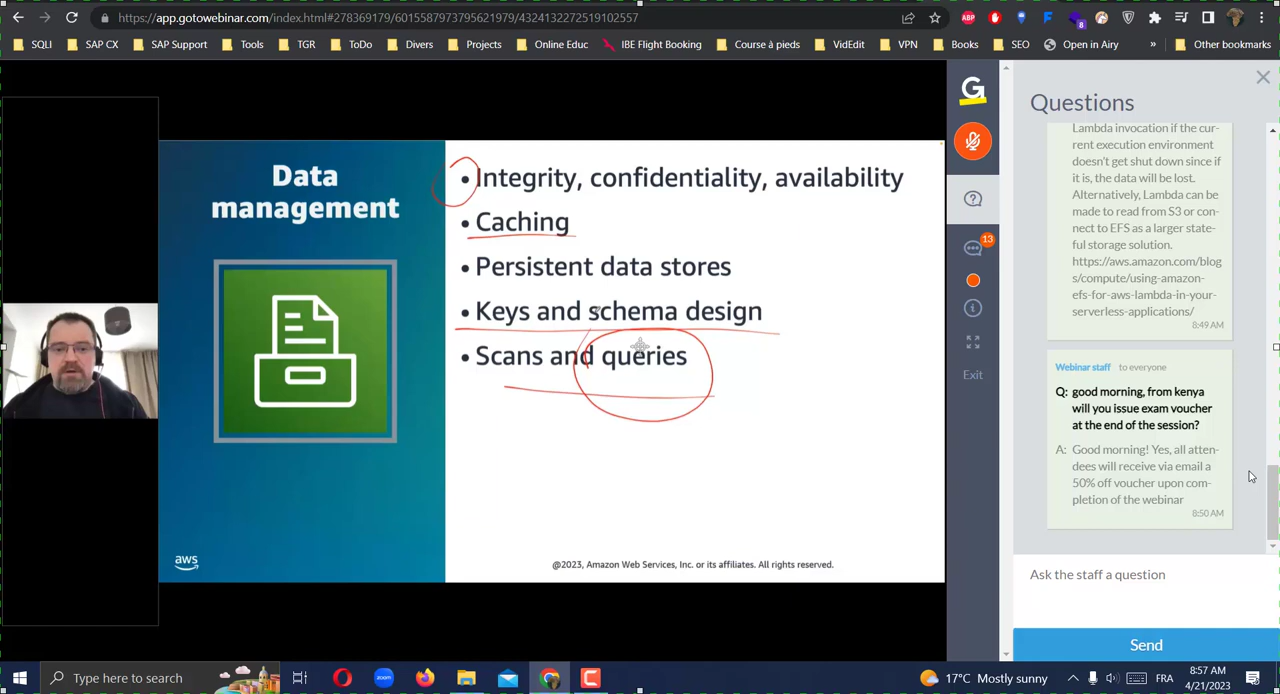 https://app.gotowebinar.com/index.html#278369179/6015587973795621979/4324132272519102557
ABP
8
SQLI
SAP CX
SAP Support
Tools
TGR
ToDo
Divers
Projects
Online Educ
IBE Flight Booking
Course à pieds
VidEdit
VPN
Books
SEO
Open in Airy
»
Other bookmarks
Data
management
aws
• Integrity, confidentiality, availability
• Caching
• Persistent data stores
• Keys and schema design
• Scans and queries
@2023, Amazon Web Services, Inc. or its affiliates. All rights reserved.
G
13
Exit
Questions
Lambda invocation if the cur-
rent execution environment
doesn't get shut down since if
it is, the data will be lost.
Alternatively, Lambda can be
made to read from S3 or con-
nect to EFS as a larger state-
ful storage solution.
https://aws.amazon.com/blog
s/compute/using-amazon-
efs-for-aws-lambda-in-your-
serverless-applications/
8:49 AM
Webinar staff to everyone
Q: good morning, from kenya
will you issue exam voucher
at the end of the session?
A: Good morning! Yes, all atten-
dees will receive via email a
50% off voucher upon com-
pletion of the webinar
8:50 AM
Ask the staff a question
Send
Type here to search
zoom
17°C Mostly sunny
FRA
8:57 AM
4/21/2023